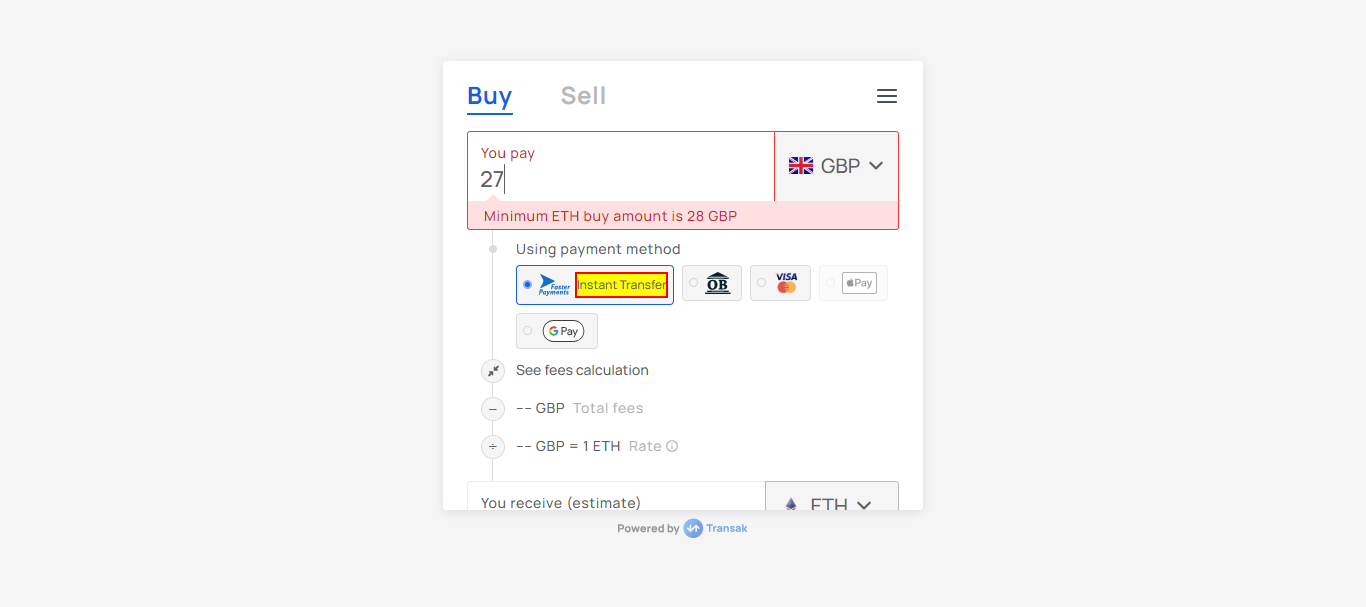 Buy Sell
You pay
27
GBP
Minimum ETH buy amount is 28 GBP
Using payment method
Faster Payments Instant Transfer OB VISA Pay
G Pay
See fees calculation
−− GBP Total fees
−− GBP = 1 ETH Rate
You receive (estimate) ETH
Powered by Transak